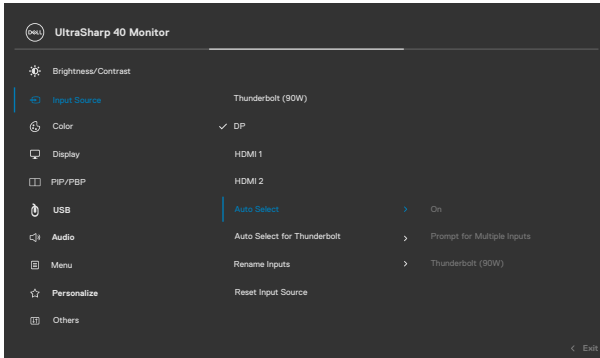 DELL UltraSharp 40 Monitor
Brightness/Contrast
Input Source Thunderbolt (90W)
Color DP
Display HDMI 1
PIP/PBP HDMI 2
USB Auto Select On
Audio Auto Select for Thunderbolt Prompt for Multiple Inputs
Menu Rename Inputs Thunderbolt (90W)
Personalize Reset Input Source
Others
Exit